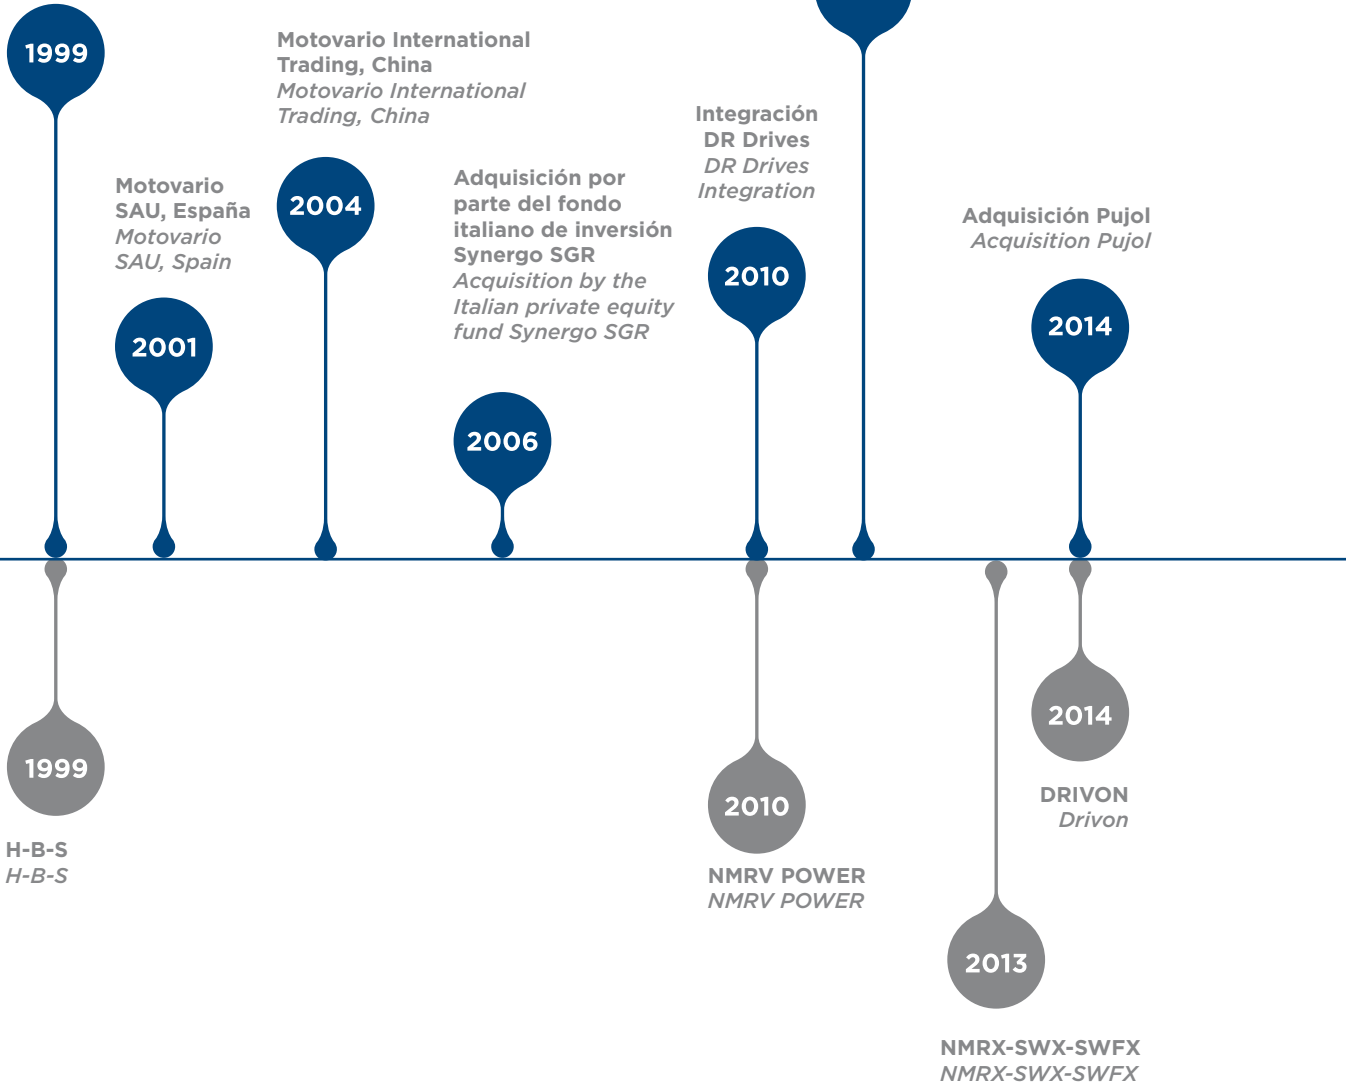 1999
Motovario
SAU, España
Motovario
SAU, Spain
2001
Motovario International
Trading, China
Motovario International
Trading, China
2004
Adquisición por
parte del fondo
italiano de inversión
Synergo SGR
Acquisition by the
Italian private equity
fund Synergo SGR
2006
Integración
DR Drives
DR Drives
Integration
2010
Adquisición Pujol
Acquisition Pujol
2014
1999
H-B-S
H-B-S
2010
NMRV POWER
NMRV POWER
2013
NMRX-SWX-SWFX
NMRX-SWX-SWFX
2014
DRIVON
Drivon